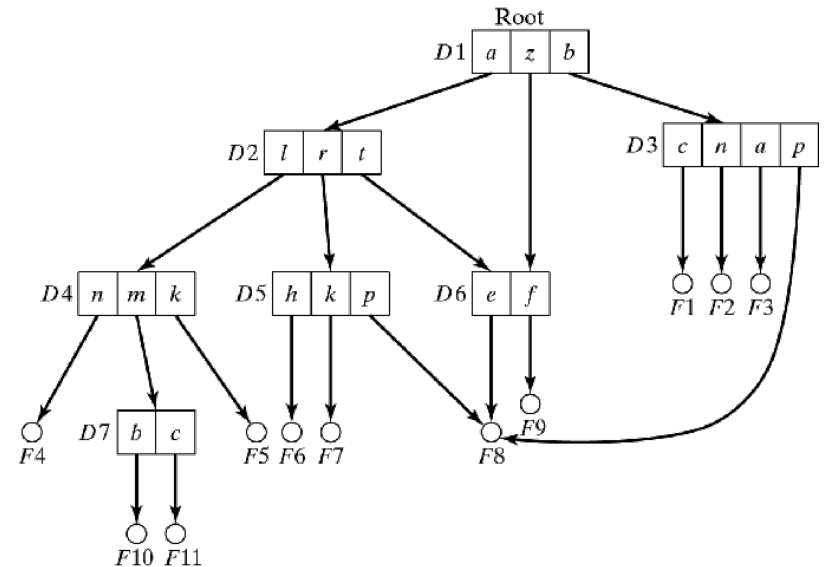 Root
D1 a z b
D2 l r t
D3 c n a p
D4 n m k
D5 h k p
D6 e f
F1 F2 F3
D7 b c
F4
F5 F6 F7
F8
F9
F10 F11